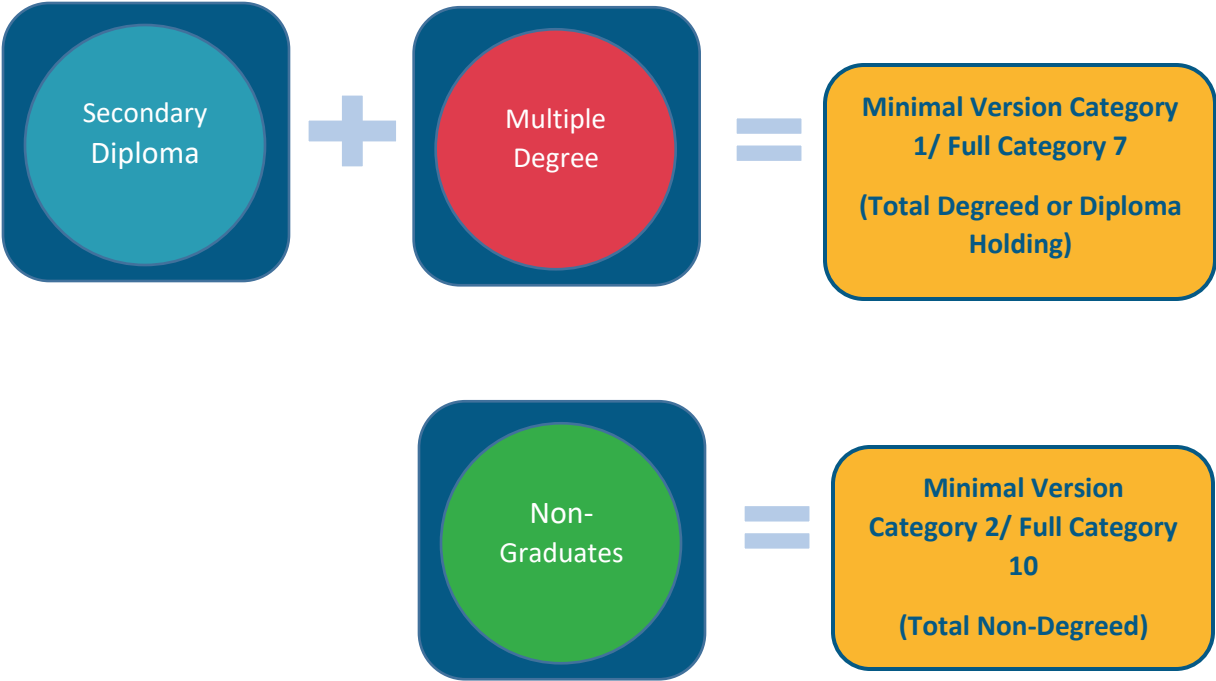 Secondary
Diploma
Multiple
Degree
Minimal Version Category
1/ Full Category 7
(Total Degreed or Diploma
Holding)
Non-
Graduates
Minimal Version
Category 2/ Full Category
10
(Total Non-Degreed)